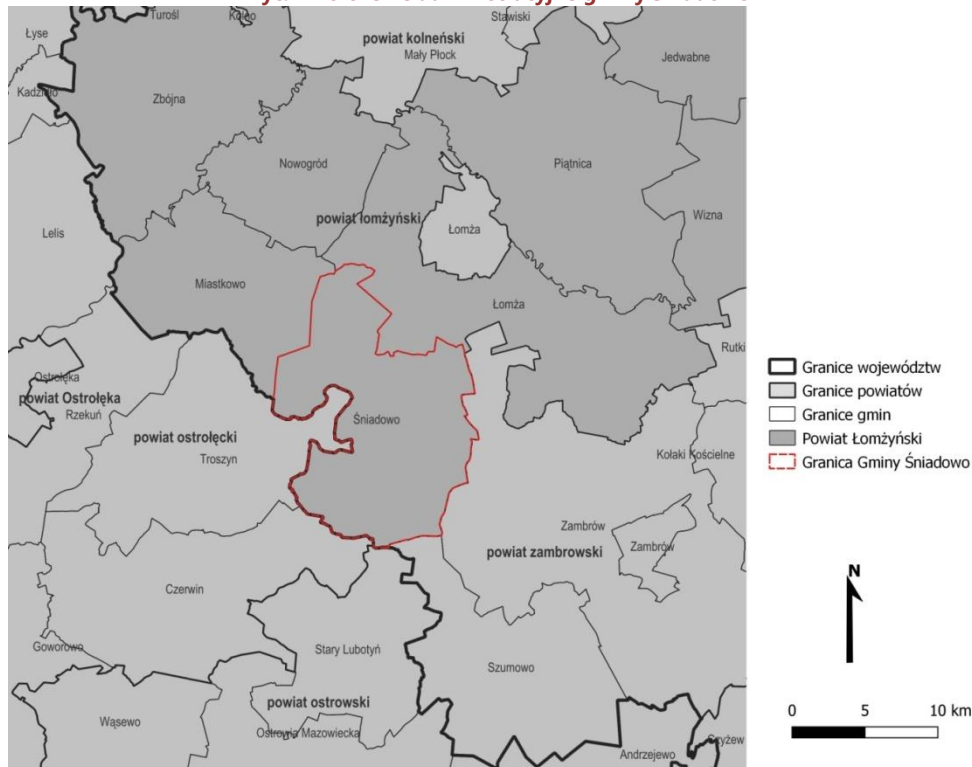 Turośl
Kolno
Stawiski
Łyse
powiat kolneński
Mały Płock
Jedwabne
Kadzidło
Zbójna
Nowogród
Piątnica
powiat łomżyński
Wizna
Lelis
Łomża
Miastkowo
Łomża
Rutki
Ostrołęka
powiat Ostrołęka
Rzekuń
Śniadowo
powiat ostrołęcki
Troszyn
Kołaki Kościelne
Zambrów
powiat zambrowski
Zambrów
Czerwin
Goworowo
Stary Lubotyń
Szumowo
powiat ostrowski
Wąsewo
Ostrowia Mazowiecka
Andrzejewo
Czyżew
Granice województw
Granice powiatów
Granice gmin
Powiat Łomżyński
Granica Gminy Śniadowo
N
0 5 10 km